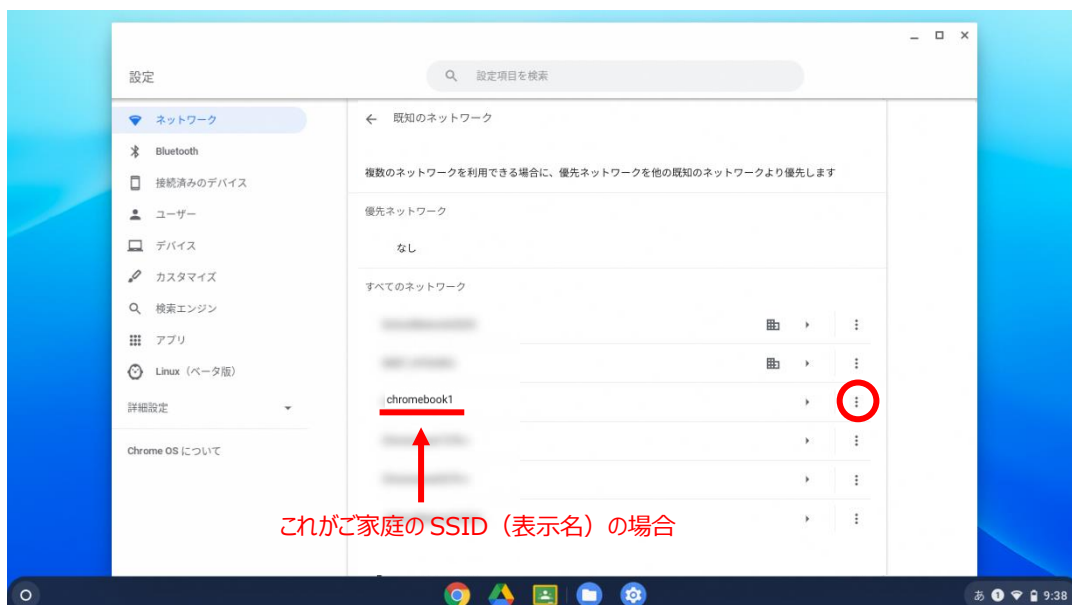 設定
設定項目を検索
ネットワーク
Bluetooth
接続済みのデバイス
ユーザー
デバイス
カスタマイズ
検索エンジン
アプリ
Linux（ベータ版）
詳細設定
Chrome OS について
既知のネットワーク
複数のネットワークを利用できる場合に、優先ネットワークを他の既知のネットワークより優先します
優先ネットワーク
なし
すべてのネットワーク
chromebook1
これがご家庭の SSID（表示名）の場合
あ 1 9:38